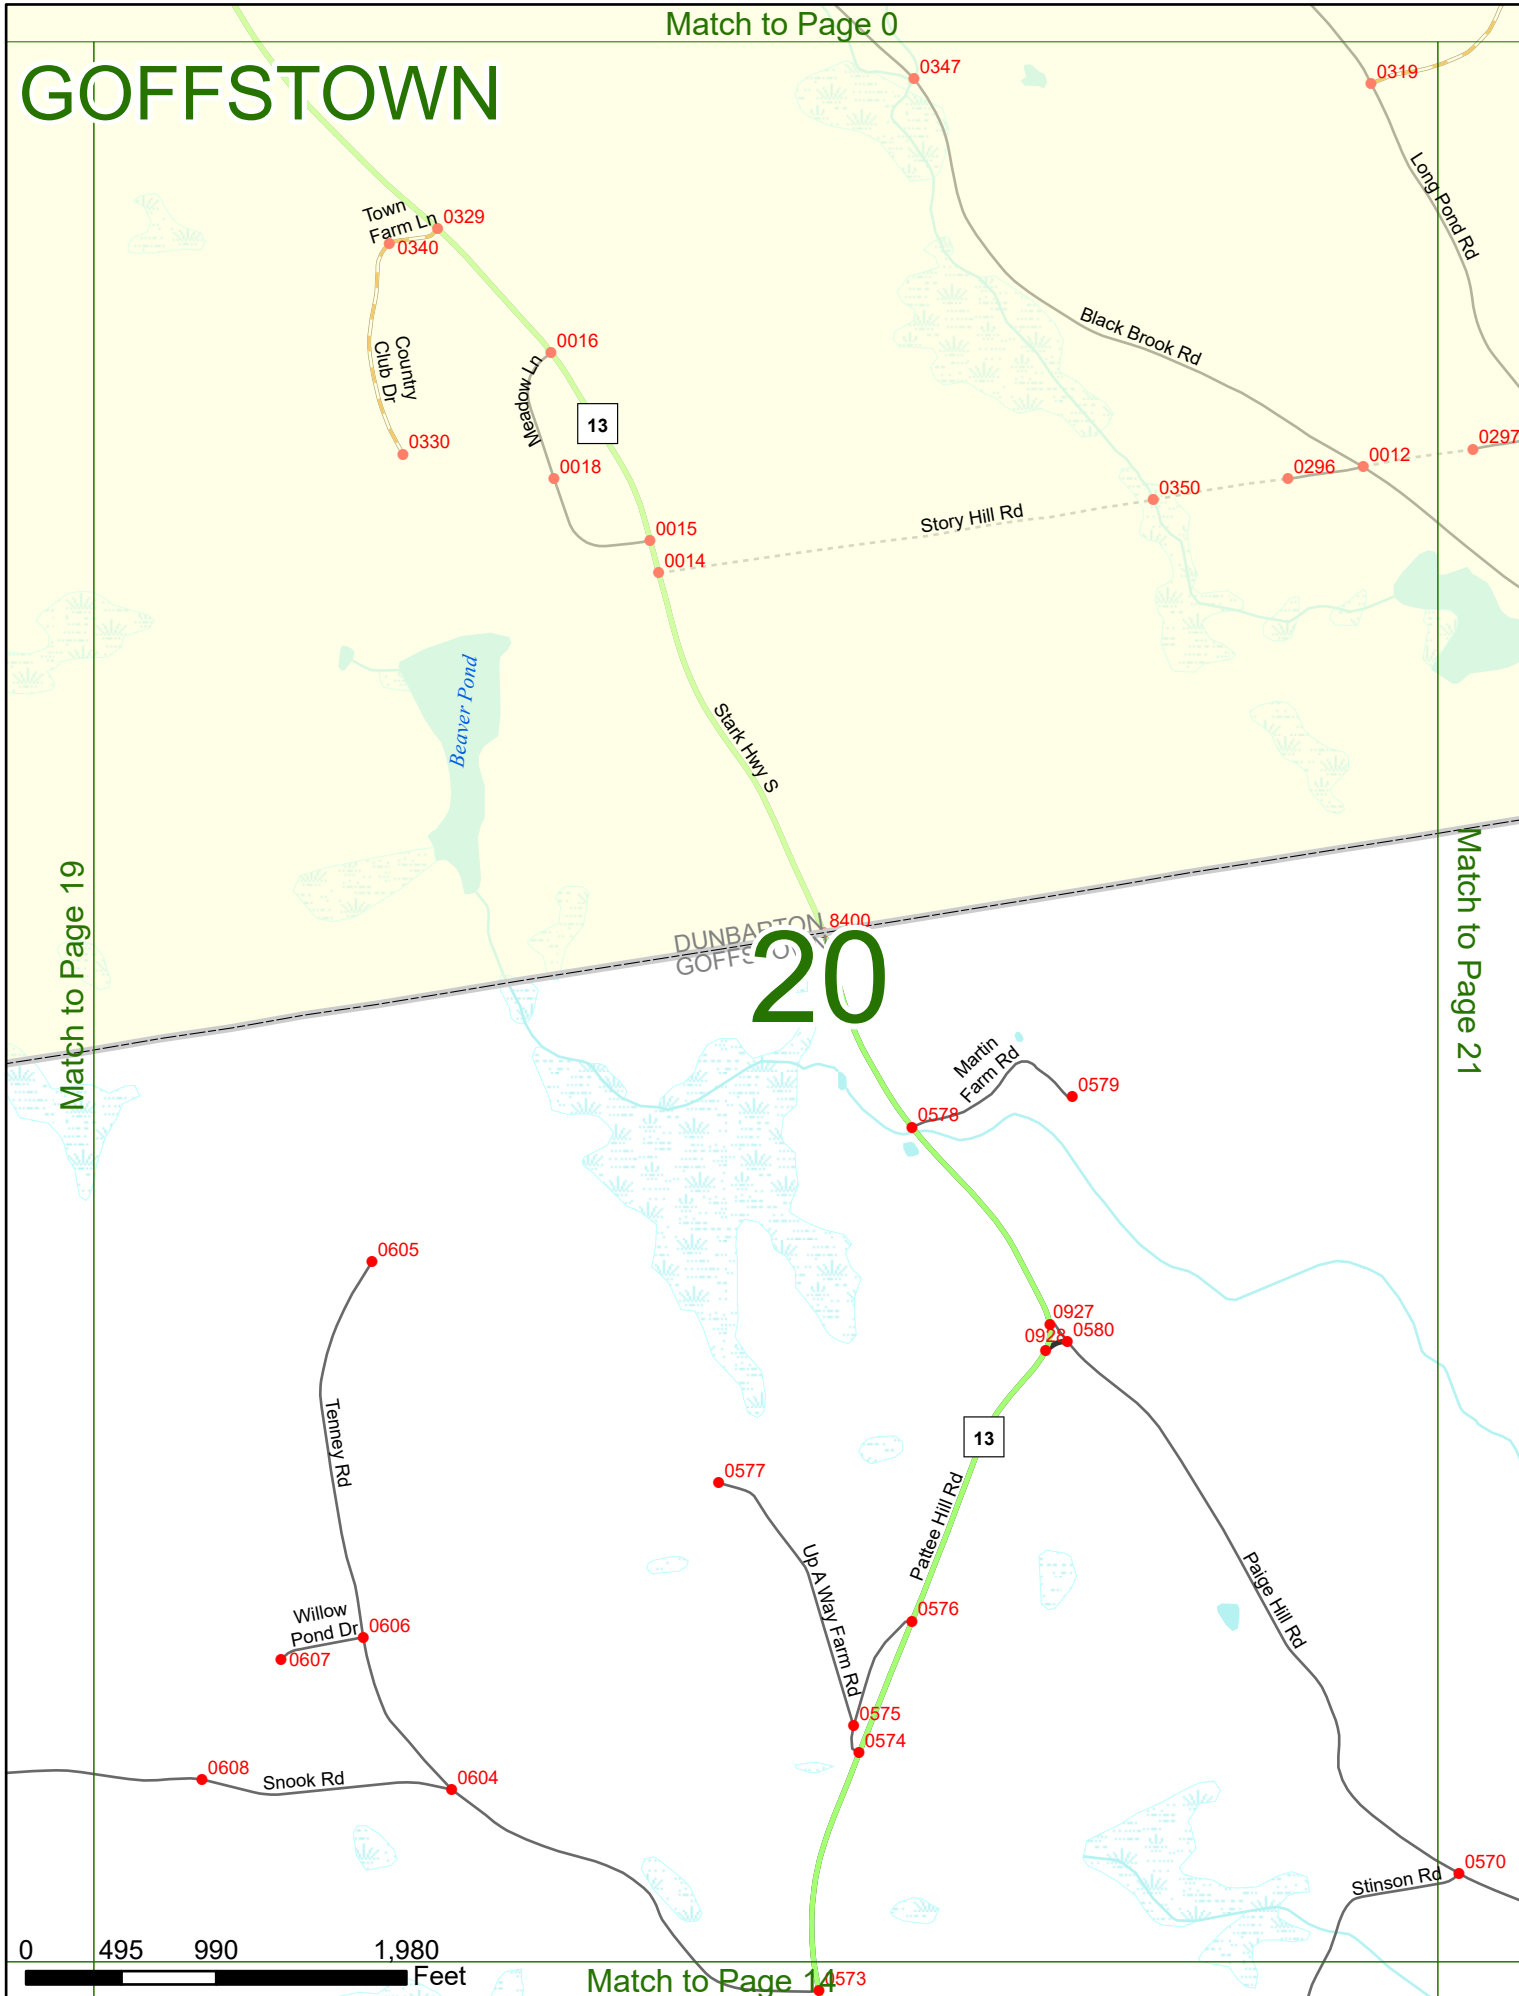 Match to Page 0
GOFFSTOWN
0347
0319
Long Pond Rd
Town
Farm Ln
0329
0340
Country
Club Dr
0330
0016
Meadow Ln
13
0018
0015
0014
Black Brook Rd
Story Hill Rd
0350
0296
0012
0297
Beaver Pond
Stark Hwy S
Match to Page 19
Match to Page 21
8400
DUNBARTON
20
Martin
Farm Rd
0579
0578
0605
0927
0928
0580
13
Tenney Rd
0577
Up A Way Farm Rd
Pattee Hill Rd
Paige Hill Rd
0576
Willow
Pond Dr
0606
0607
0575
0574
0608
Snook Rd
0604
0570
Stinson Rd
0 495 990 1,980
Feet
Match to Page 14
0573